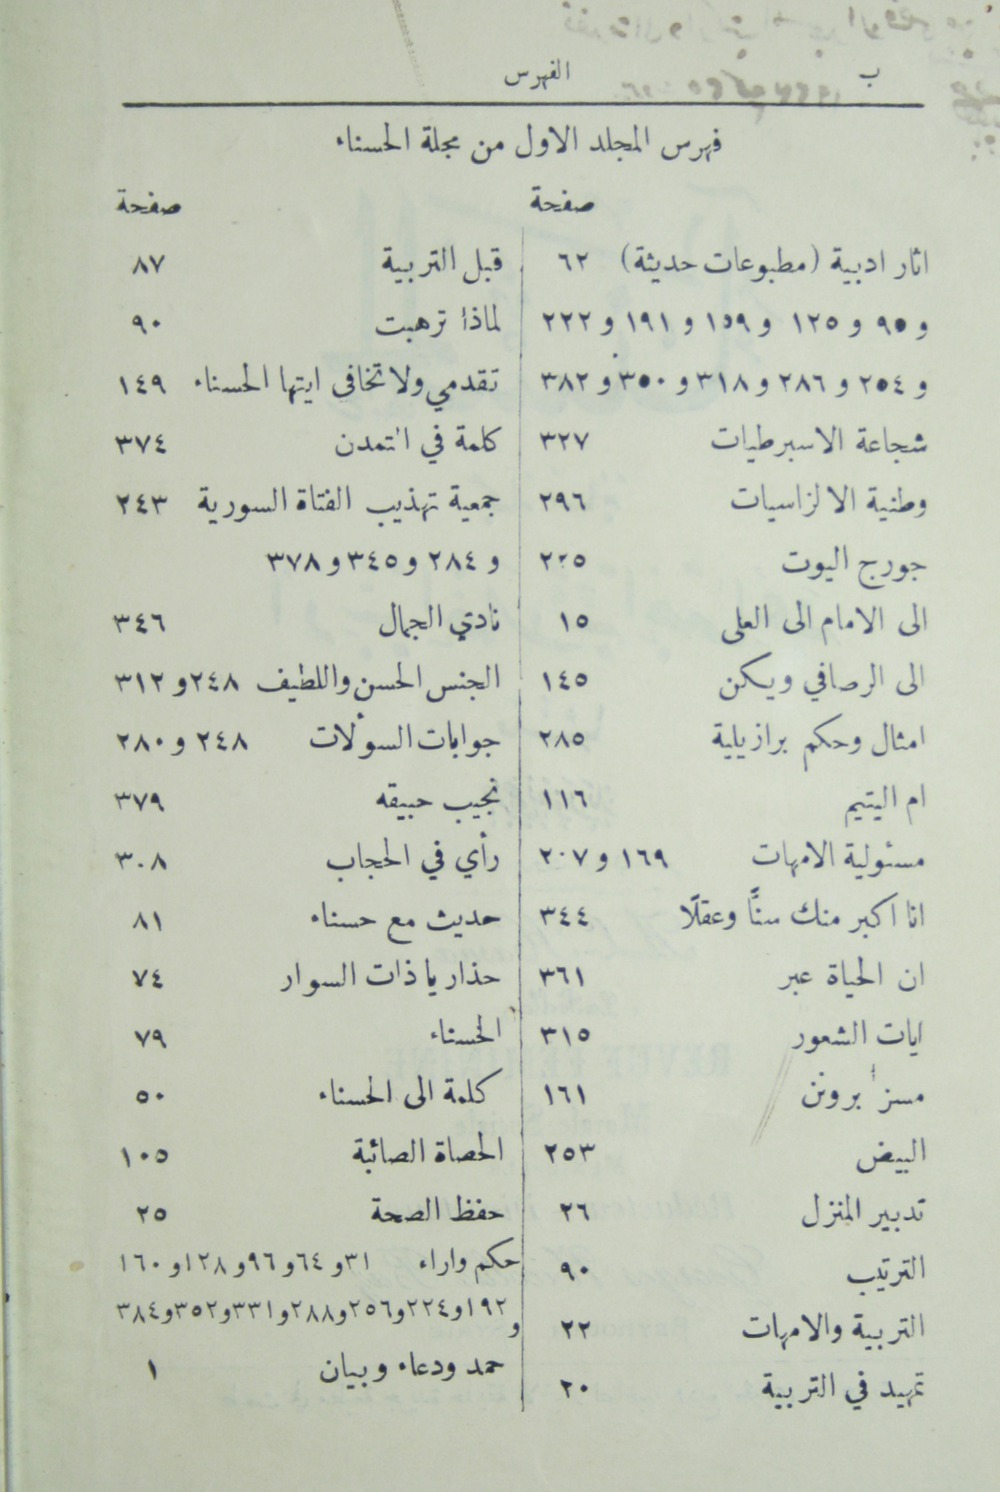 ب
الفهرس
فهرس المجلد الاول من مجلة الحسناء
صفحة
اثار ادبية (مطبوعات حديثة) ٦٢
و ٩٥ و ١٢٥ و ١٥٩ و ١٩١ و ٢٢٢
و ٢٥٤ و ٢٨٦ و ٣١٨ و ٣٥٠ و ٣٨٢
شجاعة الاسبرطيات ٣٢٧
وطنية الالزاسيات ٢٩٦
جورج اليوت ٢٢٥
الى الامام الى العلى ١٥
الى الرصافي ويكن ١٤٥
امثال وحكم برازيلية ٢٨٥
ام اليتيم ١١٦
مسئولية الامهات ١٦٩ و ٢٠٧
انا اكبر منك سنًّا وعقلًا ٣٤٤
ان الحياة عبر ٣٦١
ايات الشعور ٣١٥
مسز برونن ١٦١
البيض ٢٥٣
تدبير المنزل ٢٦
الترتيب ٩٠
التربية والامهات ٢٢
تمهيد في التربية ٢٠
صفحة
قبل التربية ٨٧
لماذا ترهبت ٩٠
تقدمي ولا تخافي ايتها الحسناء ١٤٩
كلمة في التمدن ٣٧٤
جمعية تهذيب الفتاة السورية ٢٤٣
و ٢٨٤ و ٣٤٥ و ٣٧٨
نادي الجمال ٣٤٦
الجنس الحسن واللطيف ٢٤٨ و ٣١٢
جوابات السوٴلات ٢٤٨ و ٢٨٠
نجيب حبيقه ٣٧٩
رأي في الحجاب ٣٠٨
حديث مع حسناء ٨١
حذار يا ذات السوار ٧٤
الحسناء ٧٩
كلمة الى الحسناء ٥٠
الحصاة الصائبة ١٠٥
حفظ الصحة ٢٥
حكم واراء ٣١ و ٦٤ و ٩٦ و ١٢٨ و ١٦٠
و ١٩٢ و ٢٢٤ و ٢٥٦ و ٢٨٨ و ٣٣١ و ٣٥٢ و ٣٨٤
حمد ودعاء وبيان ١